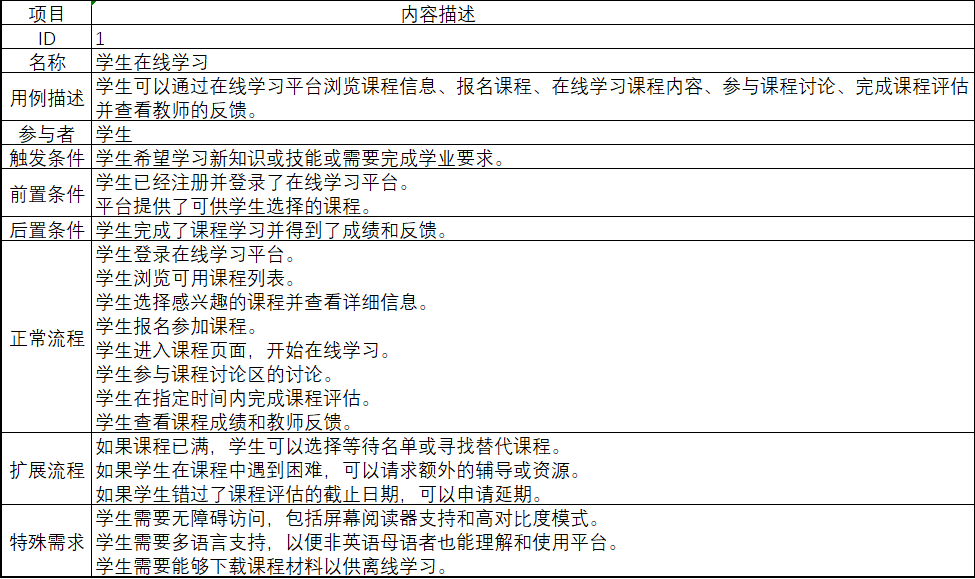 项目 内容描述
ID 1
名称 学生在线学习
用例描述 学生可以通过在线学习平台浏览课程信息、报名课程、在线学习课程内容、参与课程讨论、完成课程评估
并查看教师的反馈。
参与者 学生
触发条件 学生希望学习新知识或技能或需要完成学业要求。
前置条件 学生已经注册并登录了在线学习平台。
平台提供了可供学生选择的课程。
后置条件 学生完成了课程学习并得到了成绩和反馈。
正常流程 学生登录在线学习平台。
学生浏览可用课程列表。
学生选择感兴趣的课程并查看详细信息。
学生报名参加课程。
学生进入课程页面，开始在线学习。
学生参与课程讨论区的讨论。
学生在指定时间内完成课程评估。
学生查看课程成绩和教师反馈。
扩展流程 如果课程已满，学生可以选择等待名单或寻找替代课程。
如果学生在课程中遇到困难，可以请求额外的辅导或资源。
如果学生错过了课程评估的截止日期，可以申请延期。
特殊需求 学生需要无障碍访问，包括屏幕阅读器支持和高对比度模式。
学生需要多语言支持，以便非英语母语者也能理解和使用平台。
学生需要能够下载课程材料以供离线学习。